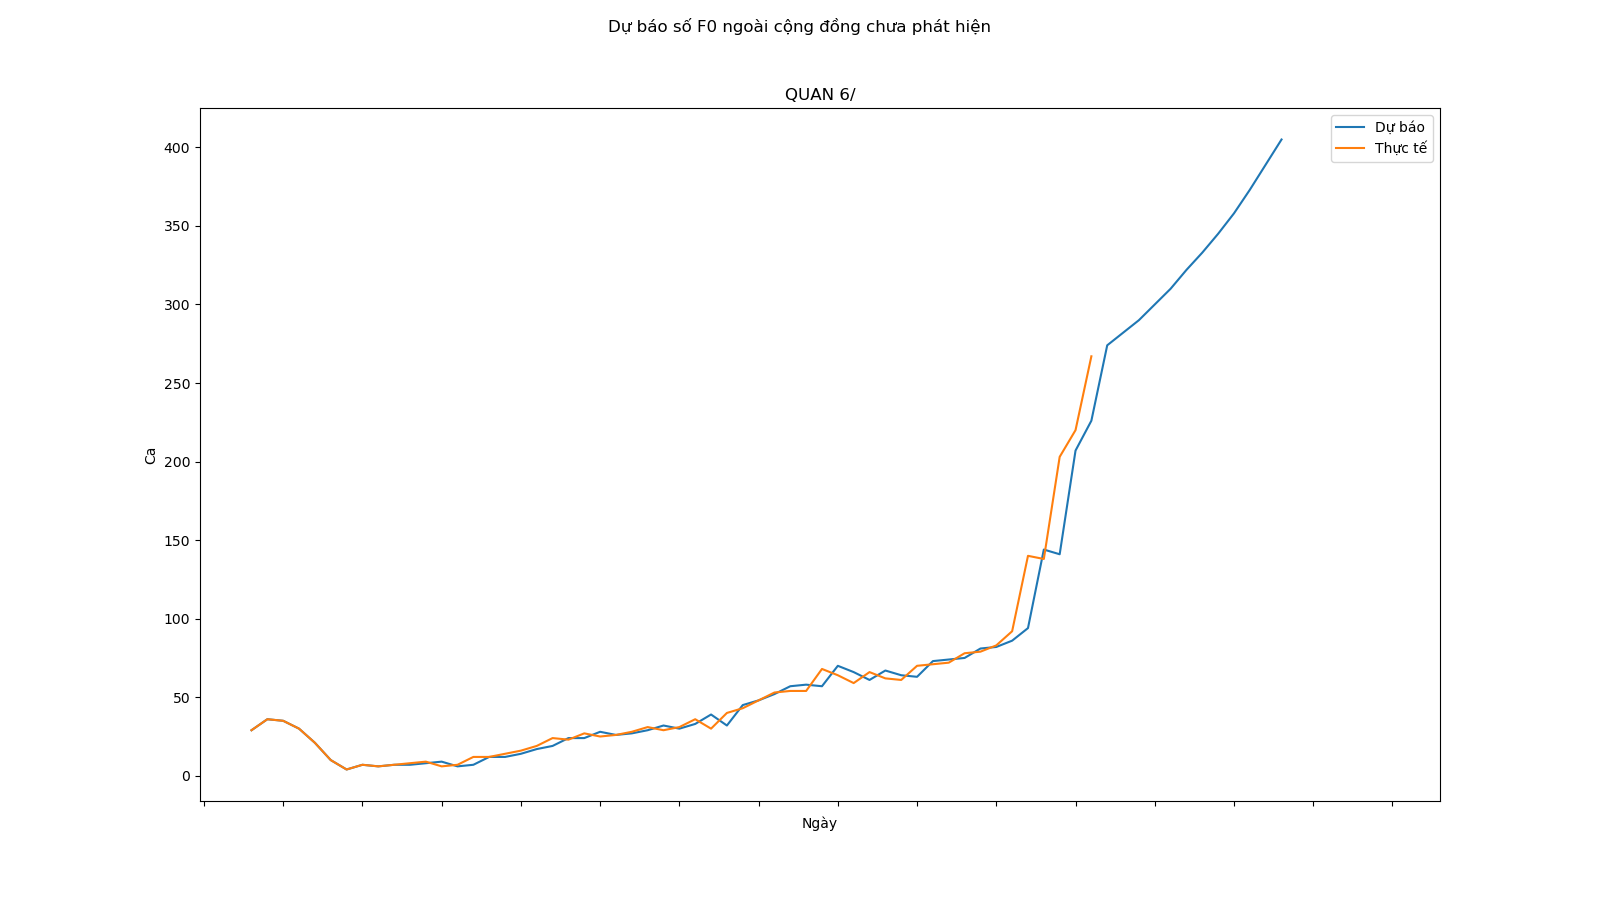 Dự báo số F0 ngoài cộng đồng chưa phát hiện
QUAN 6/
Dự báo
Thực tế
400
350
300
250
200
150
100
50
0
Ca
Ngày